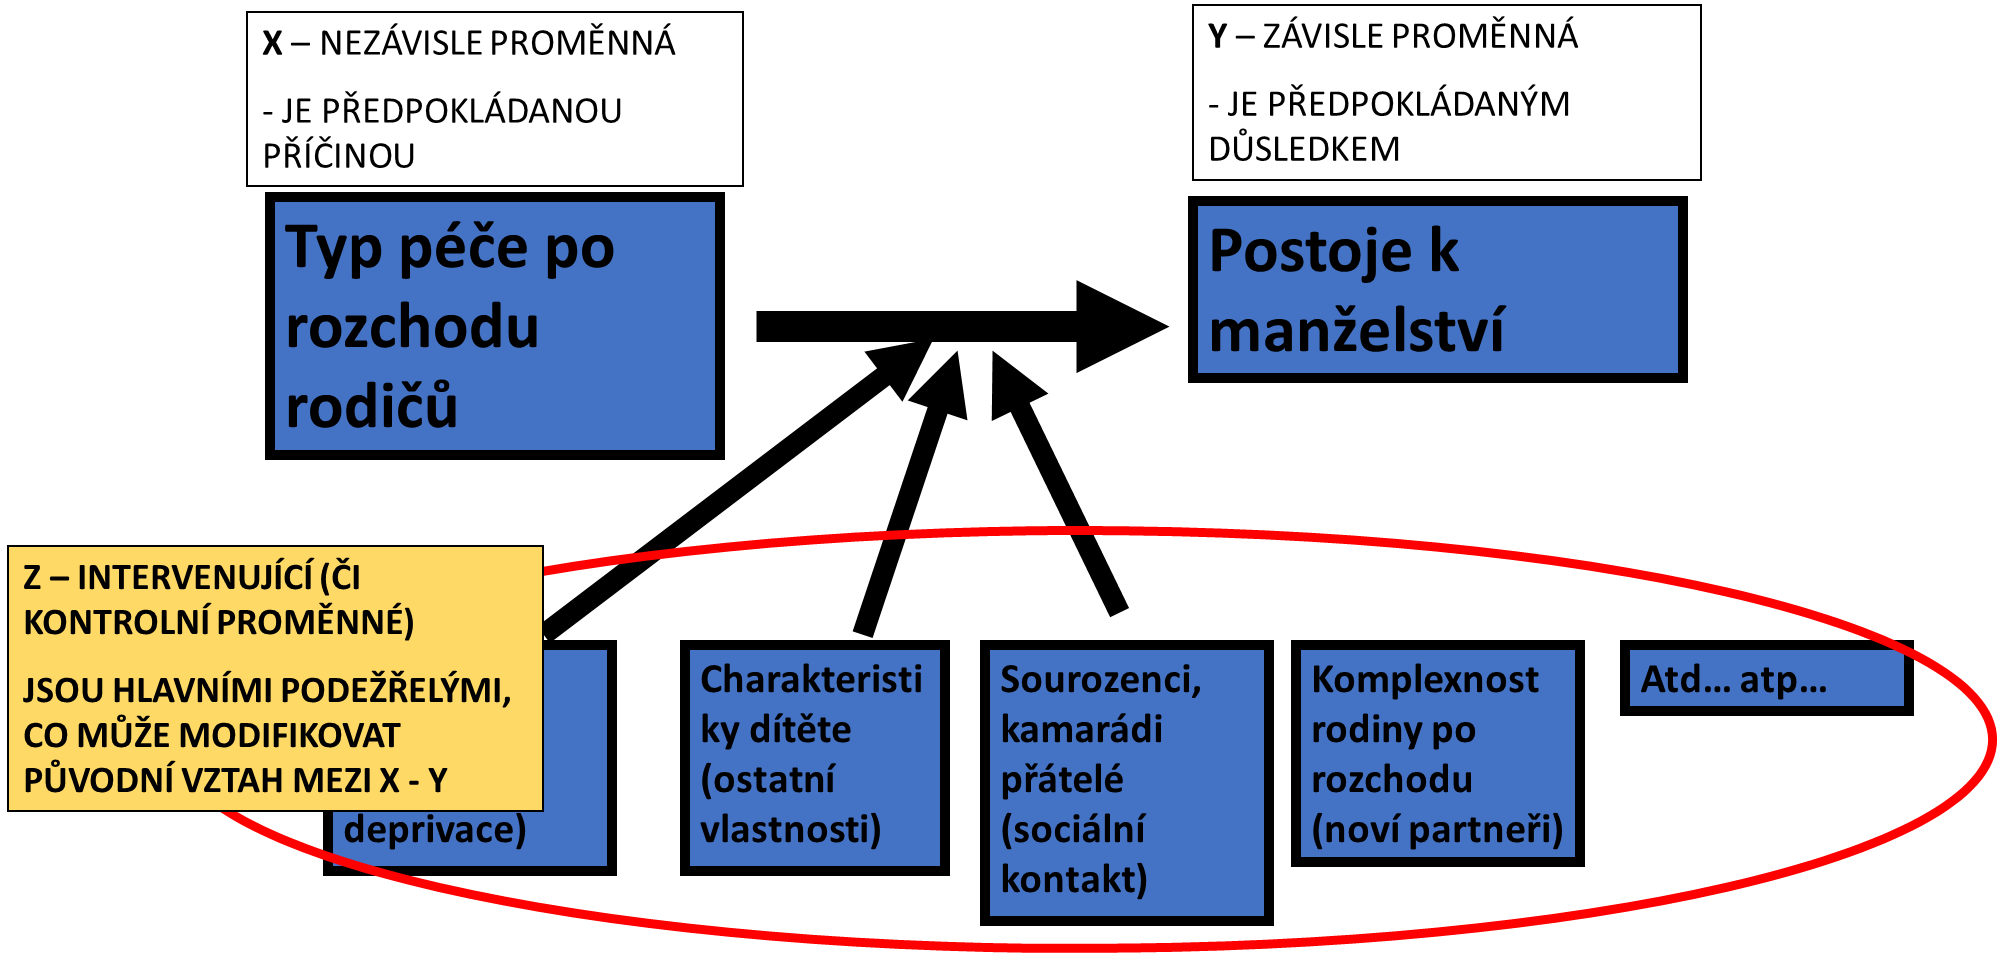 X – NEZÁVISLE PROMĚNNÁ
- JE PŘEDPOKLÁDANOU
PŘÍČINOU
Y – ZÁVISLE PROMĚNNÁ
- JE PŘEDPOKLÁDANÝM
DŮSLEDKEM
Typ péče po
rozchodu
rodičů
Postoje k
manželství
Z – INTERVENUJÍCÍ (ČI
KONTROLNÍ PROMĚNNÉ)
JSOU HLAVNÍMI PODEŽŘELÝMI,
CO MŮŽE MODIFIKOVAT
PŮVODNÍ VZTAH MEZI X - Y
deprivace)
Charakteristi
ky dítěte
(ostatní
vlastnosti)
Sourozenci,
kamarádi
přátelé
(sociální
kontakt)
Komplexnost
rodiny po
rozchodu
(noví partneři)
Atd... atp...